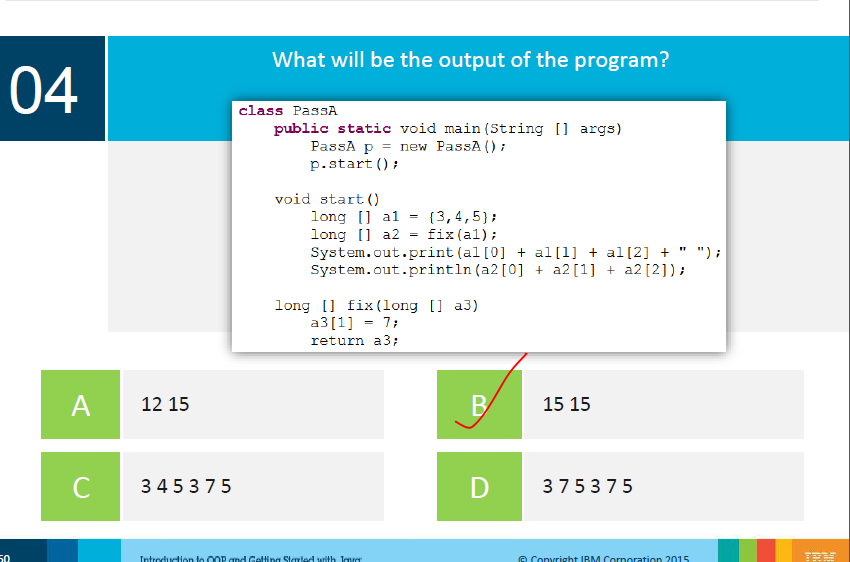 04
What will be the output of the program?
class PassA
public static void main(String [] args)
PassA p = new PassA();
p.start();
void start()
long [] a1 = {3,4,5};
long [] a2 = fix(a1);
System.out.print(a1[0] + a1[1] + a1[2] + " ");
System.out.println(a2[0] + a2[1] + a2[2]);
long [] fix(long [] a3)
a3[1] = 7;
return a3;
A 12 15
B 15 15
C 3 4 5 3 7 5
D 3 7 5 3 7 5
50 Introduction to OOP and Getting Started with Java © Copyright IBM Corporation 2015 IBM